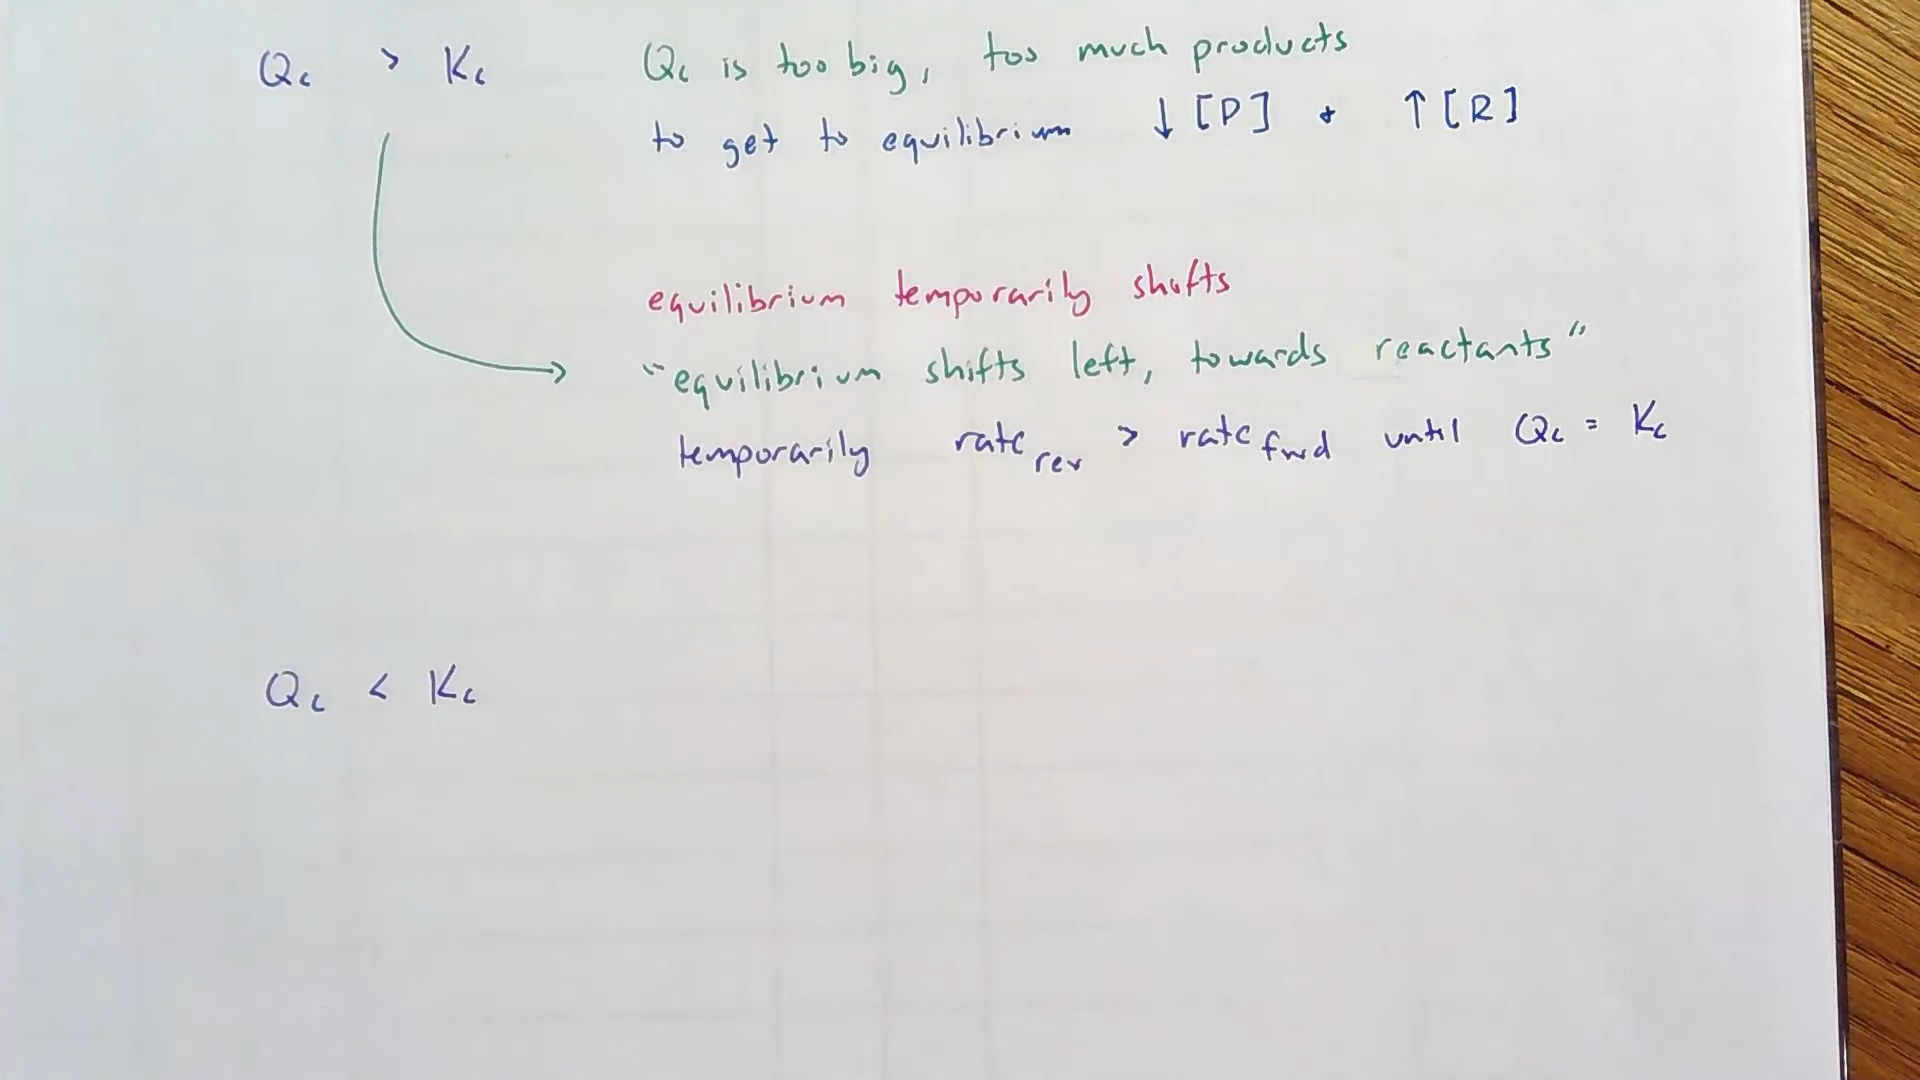 Qc > Kc
Qc is too big, too much products
to get to equilibrium ↓[P] + ↑[R]
equilibrium temporarily shifts
"equilibrium shifts left, towards reactants"
temporarily rate rev > rate fwd until Qc = Kc
Qc < Kc